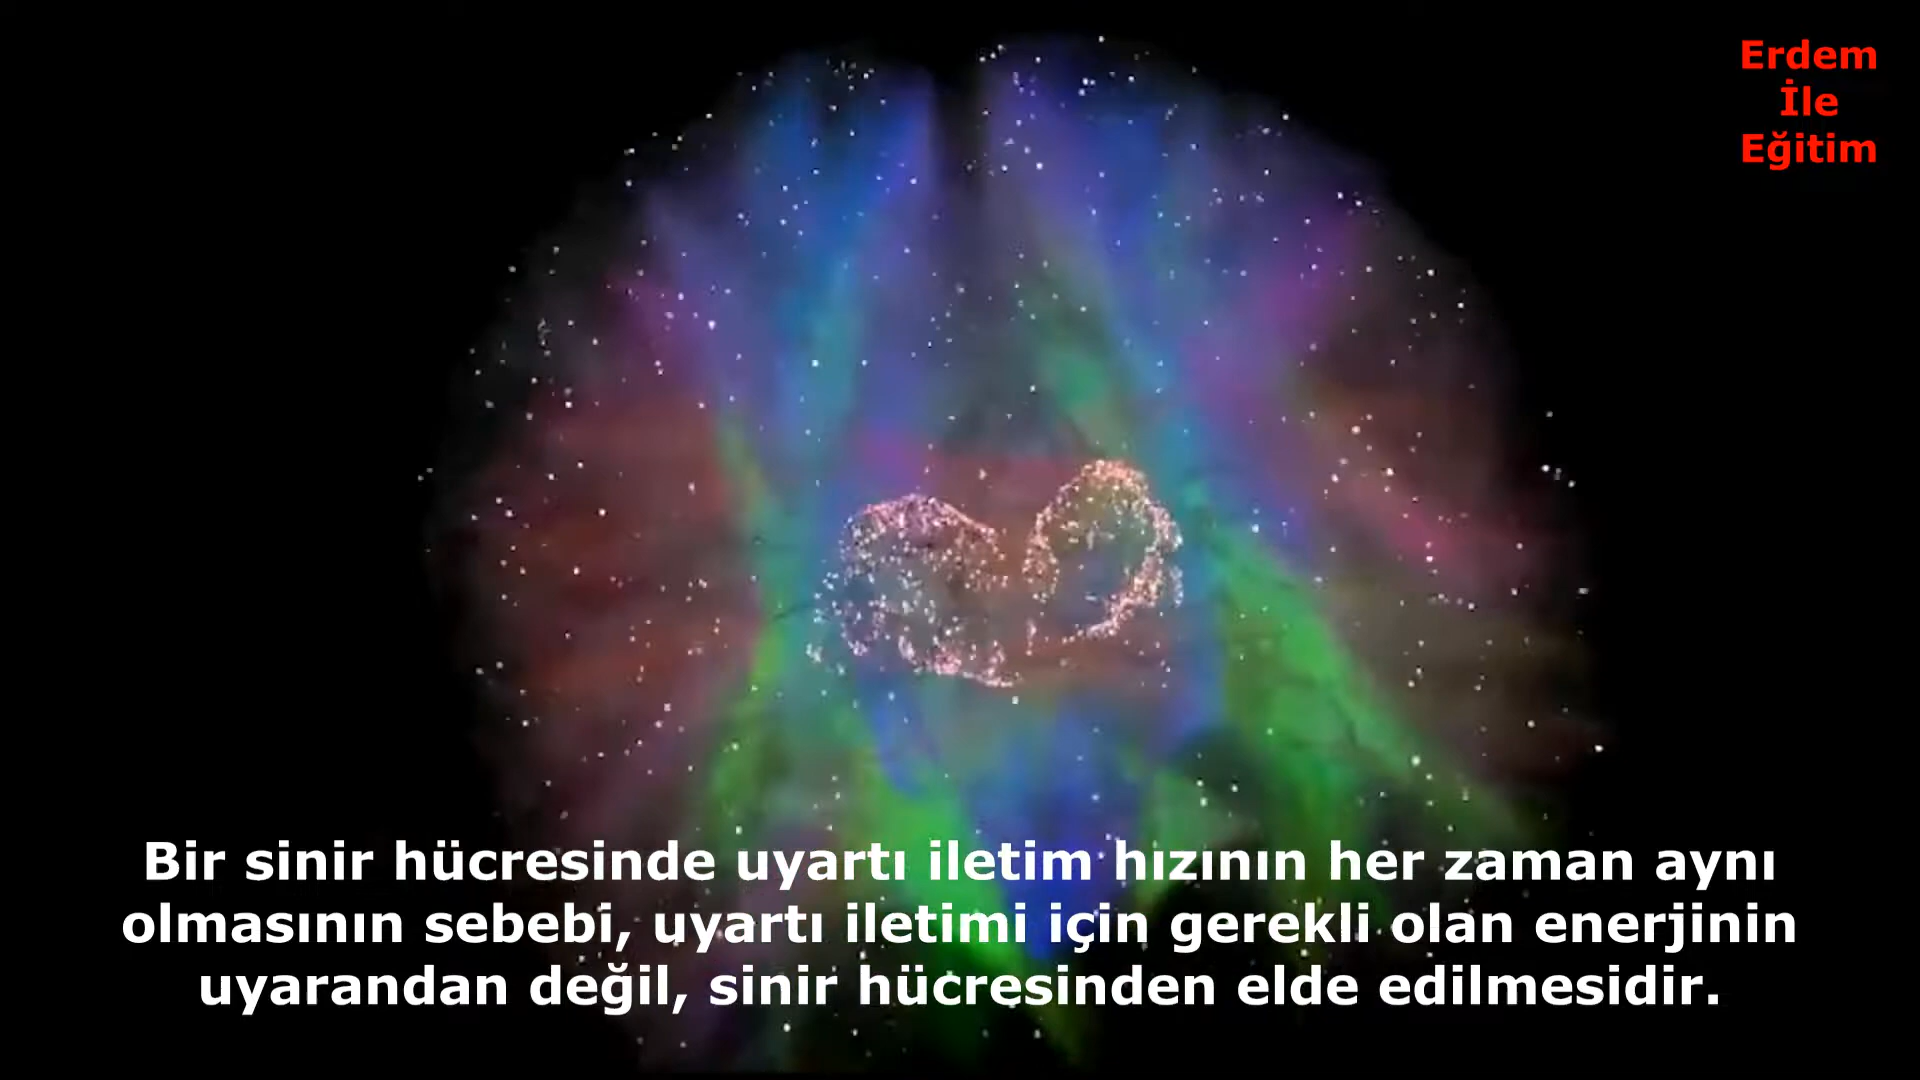 Erdem
İle
Eğitim
Bir sinir hücresinde uyartı iletim hızının her zaman aynı
olmasının sebebi, uyartı iletimi için gerekli olan enerjinin
uyarandan değil, sinir hücresinden elde edilmesidir.